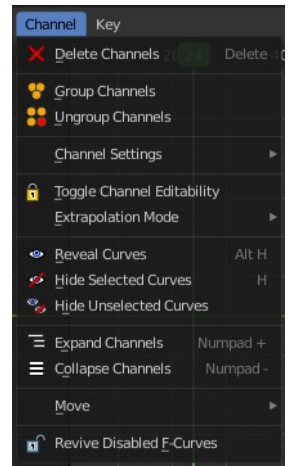 Channel Key
Delete Channels Delete
Group Channels
Ungroup Channels
Channel Settings
Toggle Channel Editability
Extrapolation Mode
Reveal Curves Alt H
Hide Selected Curves H
Hide Unselected Curves
Expand Channels Numpad +
Collapse Channels Numpad -
Move
Revive Disabled F-Curves